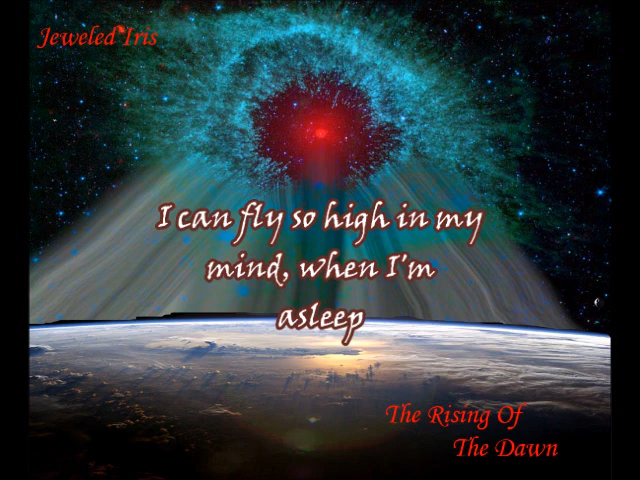 Jeweled Iris
I can fly so high in my
mind, when I'm
asleep
The Rising Of
The Dawn